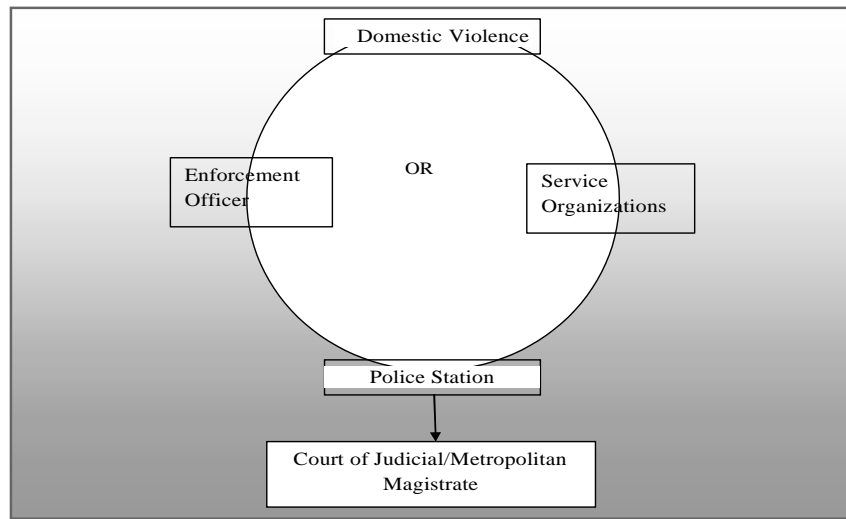 Domestic Violence
Enforcement
Officer
OR
Service
Organizations
Police Station
Court of Judicial/Metropolitan
Magistrate